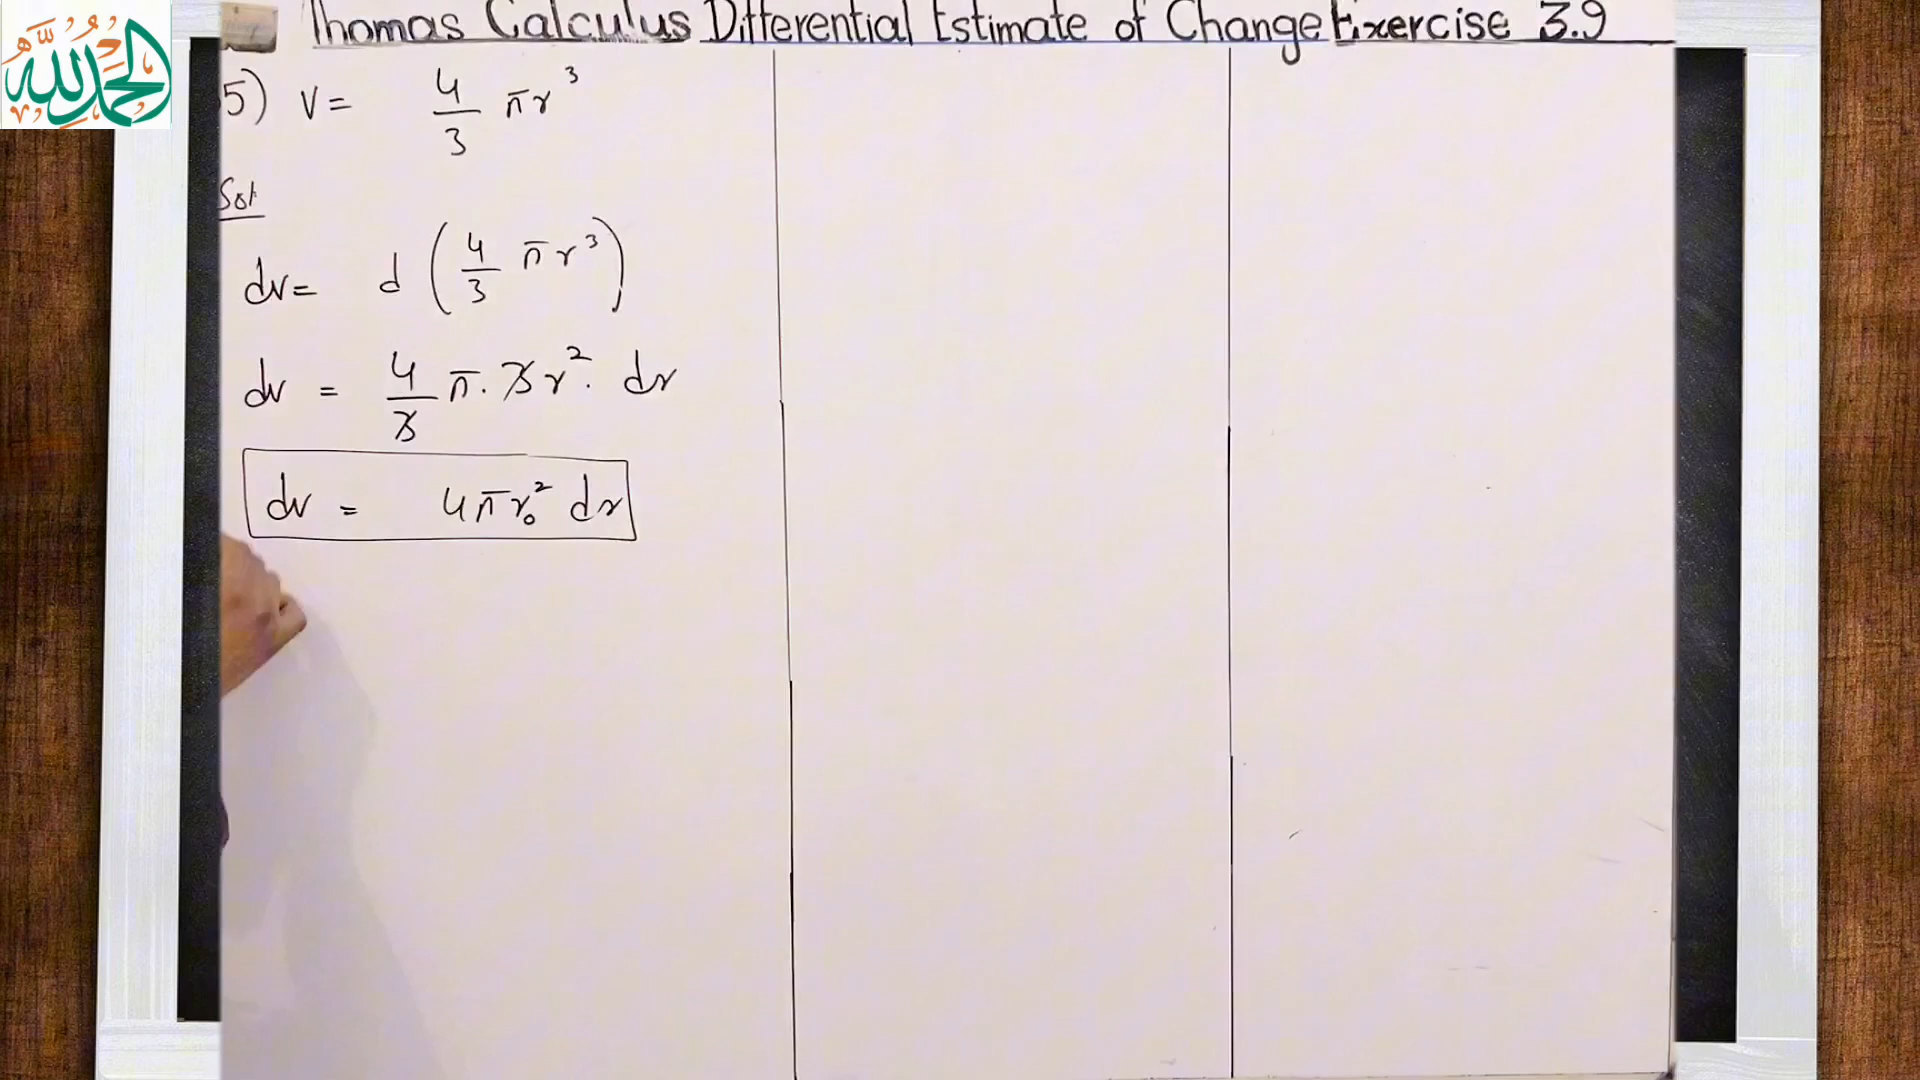 الحمد لله
Thomas Calculus Differential Estimate of Change Exercise 3.9
5) V = 4/3 πr³
Sol
dv = d (4/3 πr³)
dv = 4/3 π . 3r² . dr
dv = 4πr₀² dr